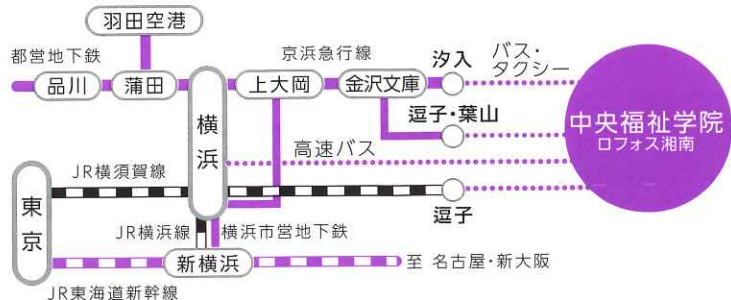 羽田空港
都営地下鉄
京浜急行線
汐入
バス・
タクシー
品川
蒲田
横浜
上大岡
金沢文庫
逗子・葉山
中央福祉学院
ロフォス湘南
高速バス
JR横須賀線
東京
逗子
JR横浜線
横浜市営地下鉄
新横浜
至 名古屋・新大阪
JR東海道新幹線